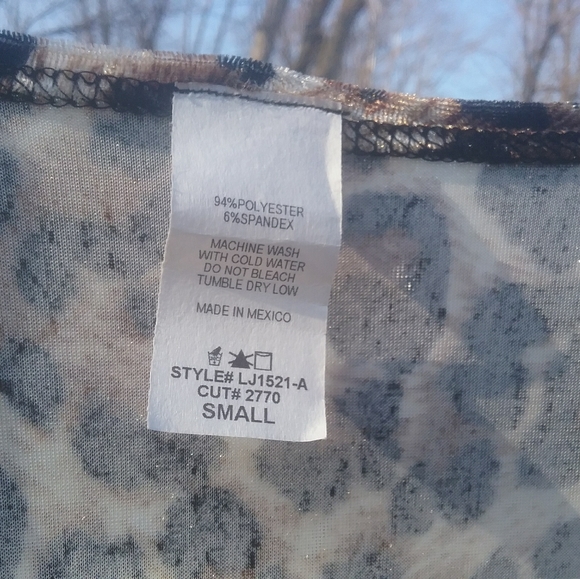 94%POLYESTER
6%SPANDEX
MACHINE WASH
WITH COLD WATER
DO NOT BLEACH
TUMBLE DRY LOW
MADE IN MEXICO
STYLE# LJ1521-A
CUT# 2770
SMALL